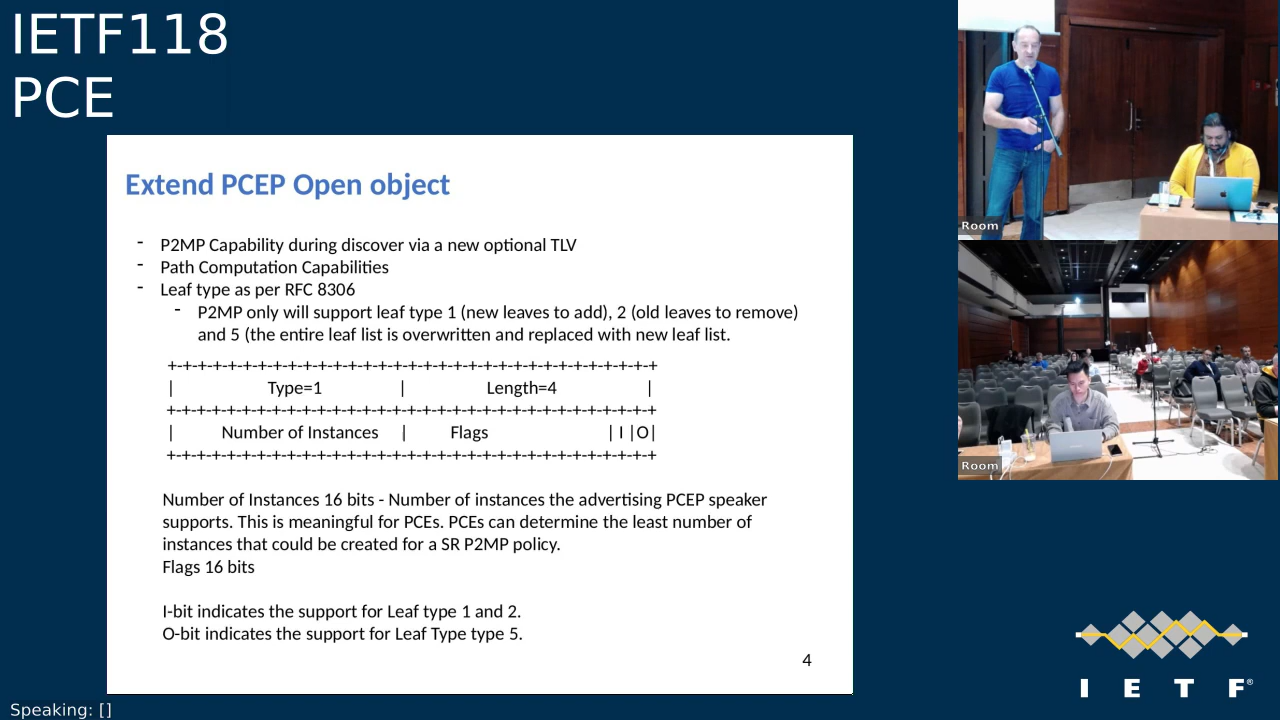 IETF118
PCE
Extend PCEP Open object
- P2MP Capability during discover via a new optional TLV
- Path Computation Capabilities
- Leaf type as per RFC 8306
- P2MP only will support leaf type 1 (new leaves to add), 2 (old leaves to remove)
and 5 (the entire leaf list is overwritten and replaced with new leaf list.
+-+-+-+-+-+-+-+-+-+-+-+-+-+-+-+-+-+-+-+-+-+-+-+-+-+-+-+-+-+-+-+-+
| Type=1 | Length=4 |
+-+-+-+-+-+-+-+-+-+-+-+-+-+-+-+-+-+-+-+-+-+-+-+-+-+-+-+-+-+-+-+-+
| Number of Instances | Flags | I |O|
+-+-+-+-+-+-+-+-+-+-+-+-+-+-+-+-+-+-+-+-+-+-+-+-+-+-+-+-+-+-+-+-+
Number of Instances 16 bits - Number of instances the advertising PCEP speaker
supports. This is meaningful for PCEs. PCEs can determine the least number of
instances that could be created for a SR P2MP policy.
Flags 16 bits
I-bit indicates the support for Leaf type 1 and 2.
O-bit indicates the support for Leaf Type type 5.
4
Room
Room
I E T F®
Speaking: []